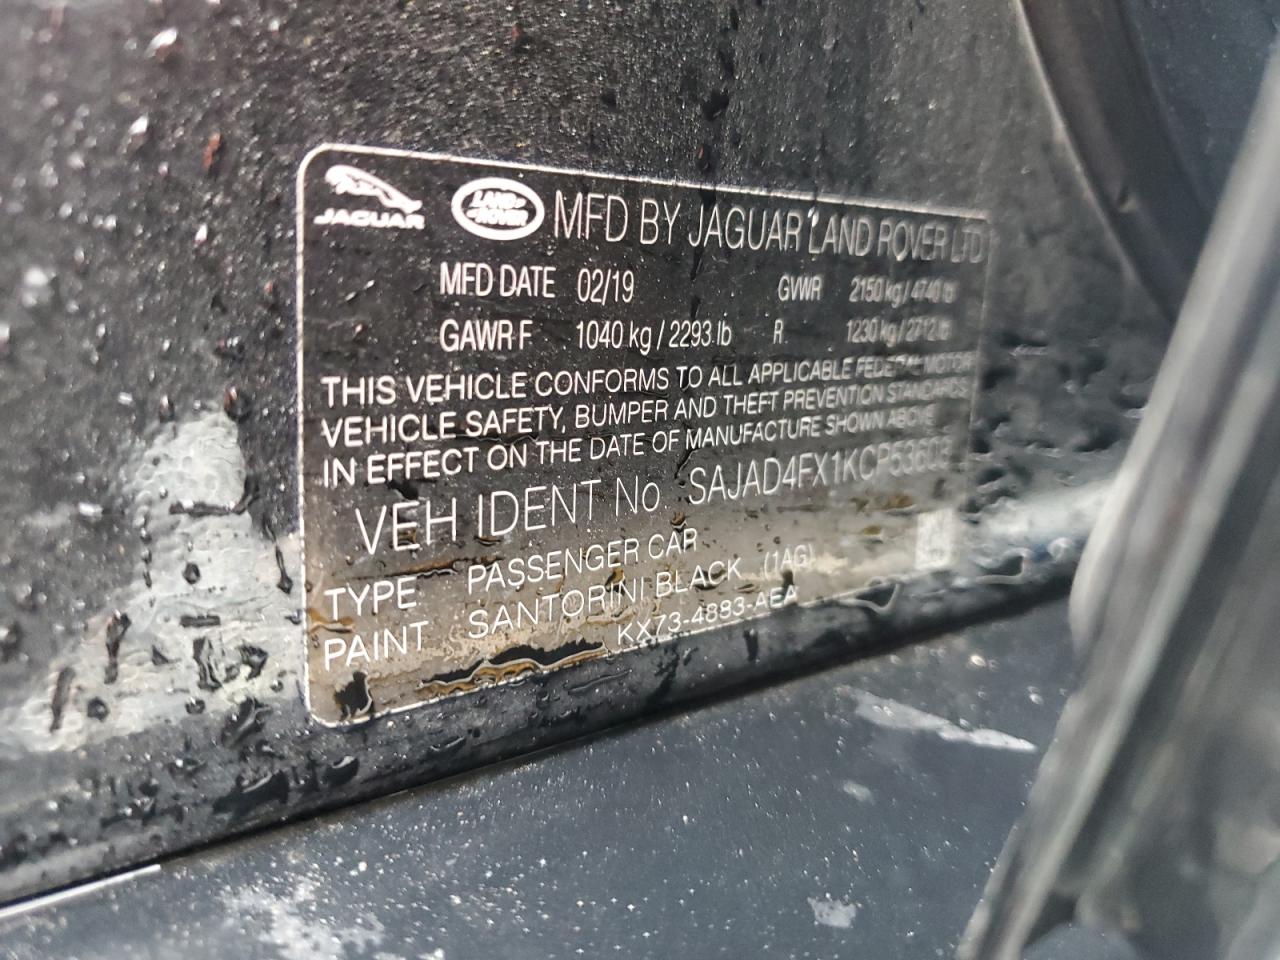 JAGUAR
LAND ROVER
MFD BY JAGUAR LAND ROVER LTD
MFD DATE 02/19 GVWR 2150 kg / 4740 lb
GAWR F 1040 kg / 2293 lb R 1230 kg / 2712 lb
THIS VEHICLE CONFORMS TO ALL APPLICABLE FEDERAL MOTOR
VEHICLE SAFETY, BUMPER AND THEFT PREVENTION STANDARDS
IN EFFECT ON THE DATE OF MANUFACTURE SHOWN ABOVE
VEH IDENT No
TYPE PASSENGER CAR
PAINT SANTORINI BLACK (1AG)
KX73-4883-AEA